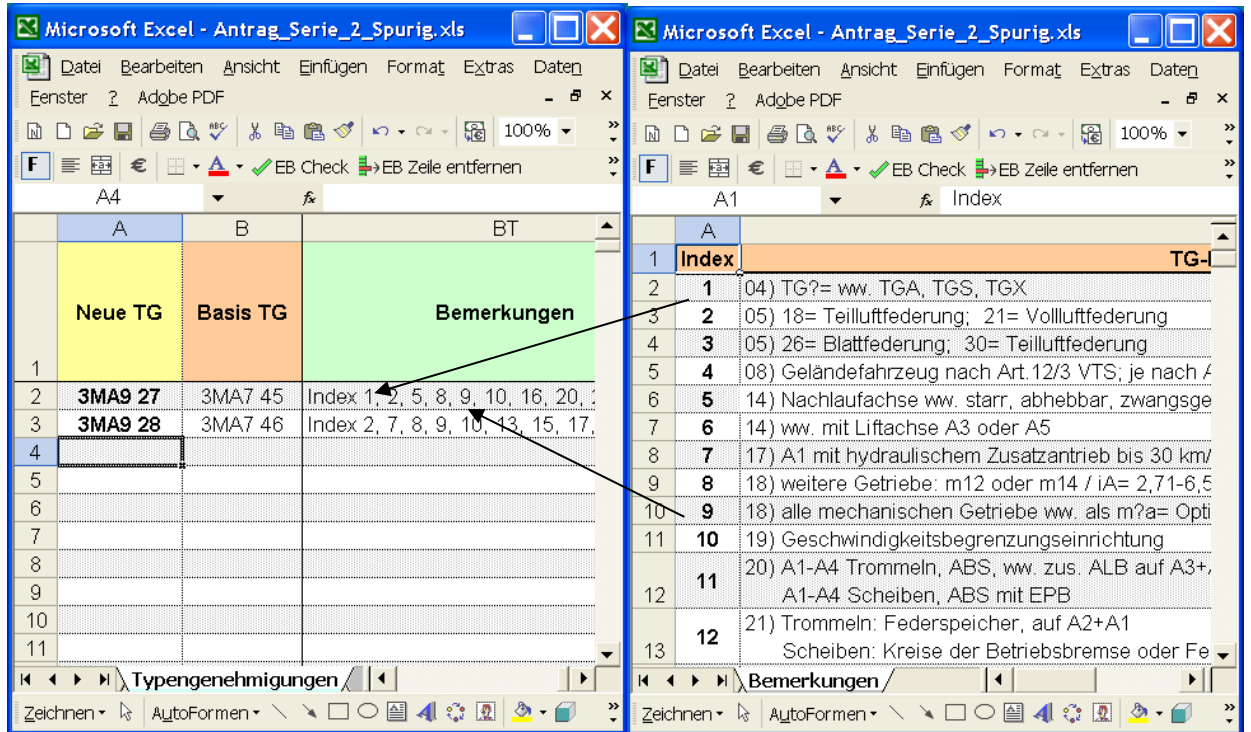 Microsoft Excel - Antrag_Serie_2_Spurig.xls
Datei Bearbeiten Ansicht Einfügen Format Extras Daten
Fenster ? Adobe PDF
100%
F € A EB Check EB Zeile entfernen
A4 fx
A B BT
1 Neue TG Basis TG Bemerkungen
2 3MA9 27 3MA7 45 Index 1, 2, 5, 8, 9, 10, 16, 20,
3 3MA9 28 3MA7 46 Index 2, 7, 8, 9, 10, 13, 15, 17,
4
5
6
7
8
9
10
11
Typengenehmigungen
Zeichnen AutoFormen
Microsoft Excel - Antrag_Serie_2_Spurig.xls
Datei Bearbeiten Ansicht Einfügen Format Extras Daten
Fenster ? Adobe PDF
100%
F € A EB Check EB Zeile entfernen
A1 fx Index
A
1 Index TG-
2 1 04) TG?= ww. TGA, TGS, TGX
3 2 05) 18= Teilluftfederung; 21= Vollluftfederung
4 3 05) 26= Blattfederung; 30= Teilluftfederung
5 4 08) Geländefahrzeug nach Art.12/3 VTS; je nach
6 5 14) Nachlaufachse ww. starr, abhebbar, zwangsge
7 6 14) ww. mit Liftachse A3 oder A5
8 7 17) A1 mit hydraulischem Zusatzantrieb bis 30 km/
9 8 18) weitere Getriebe: m12 oder m14 / iA= 2,71-6,5
10 9 18) alle mechanischen Getriebe ww. als m?a= Opti
11 10 19) Geschwindigkeitsbegrenzungseinrichtung
12 11 20) A1-A4 Trommeln, ABS, ww. zus. ALB auf A3+
A1-A4 Scheiben, ABS mit EPB
13 12 21) Trommeln: Federspeicher, auf A2+A1
Scheiben: Kreise der Betriebsbremse oder Fe
Bemerkungen
Zeichnen AutoFormen